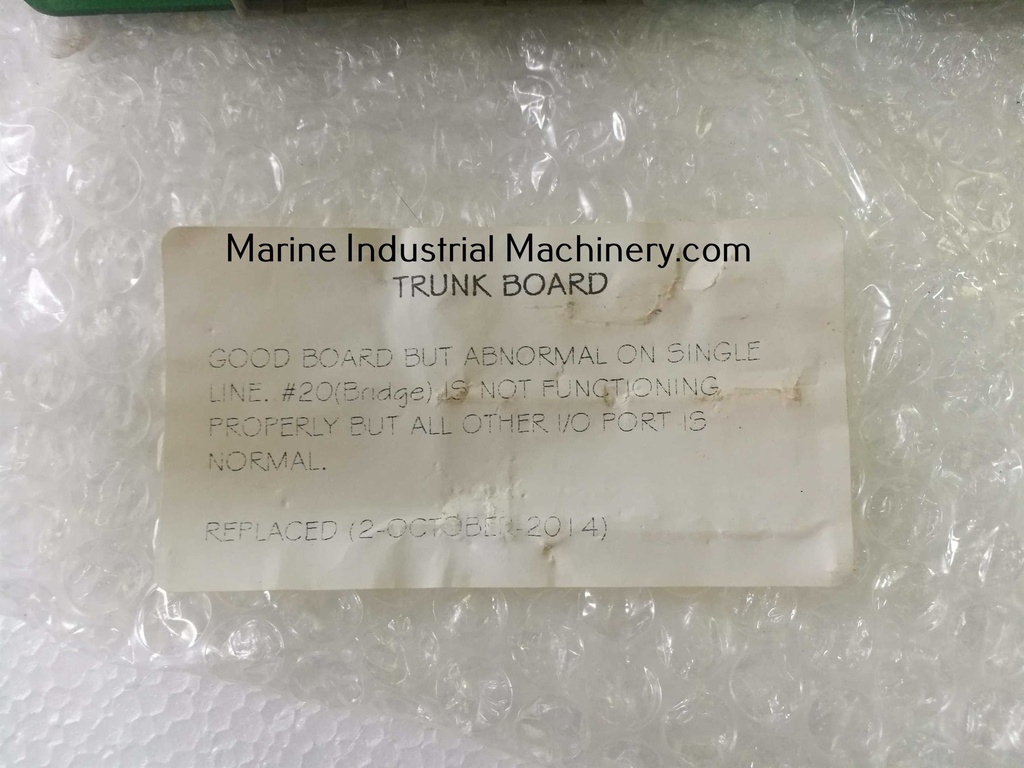 Marine Industrial Machinery.com
TRUNK BOARD
GOOD BOARD BUT ABNORMAL ON SINGLE
LINE. #20(Bridge) IS NOT FUNCTIONING
PROPERLY BUT ALL OTHER I/O PORT IS
NORMAL.
REPLACED (2-OCTOBER-2014)